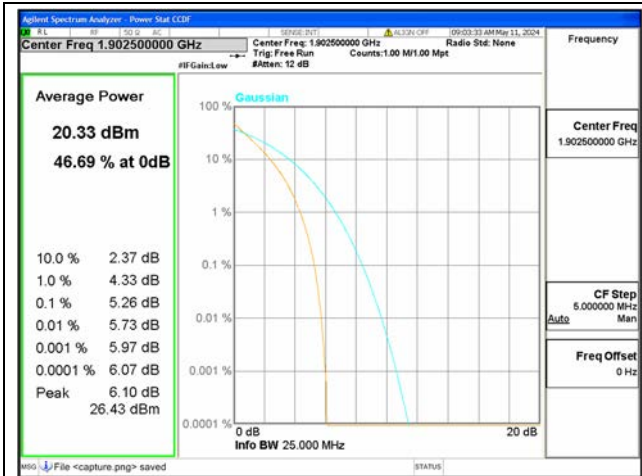 Agilent Spectrum Analyzer - Power Stat CCDF
RL RF 50 Ω AC SENSE:INT ALIGN OFF 09:03:33 AM May 11, 2024
Center Freq 1.902500000 GHz
Center Freq: 1.902500000 GHz Radio Std: None
Trig: Free Run Counts:1.00 M/1.00 Mpt
#IFGain:Low #Atten: 12 dB
Frequency
Average Power
20.33 dBm
46.69 % at 0dB
10.0 % 2.37 dB
1.0 % 4.33 dB
0.1 % 5.26 dB
0.01 % 5.73 dB
0.001 % 5.97 dB
0.0001 % 6.07 dB
Peak 6.10 dB
26.43 dBm
Gaussian
100 %
10 %
1 %
0.1 %
0.01 %
0.001 %
0.0001 %
0 dB 20 dB
Info BW 25.000 MHz
Center Freq
1.902500000 GHz
CF Step
5.000000 MHz
Auto Man
Freq Offset
0 Hz
MSG File <capture.png> saved STATUS